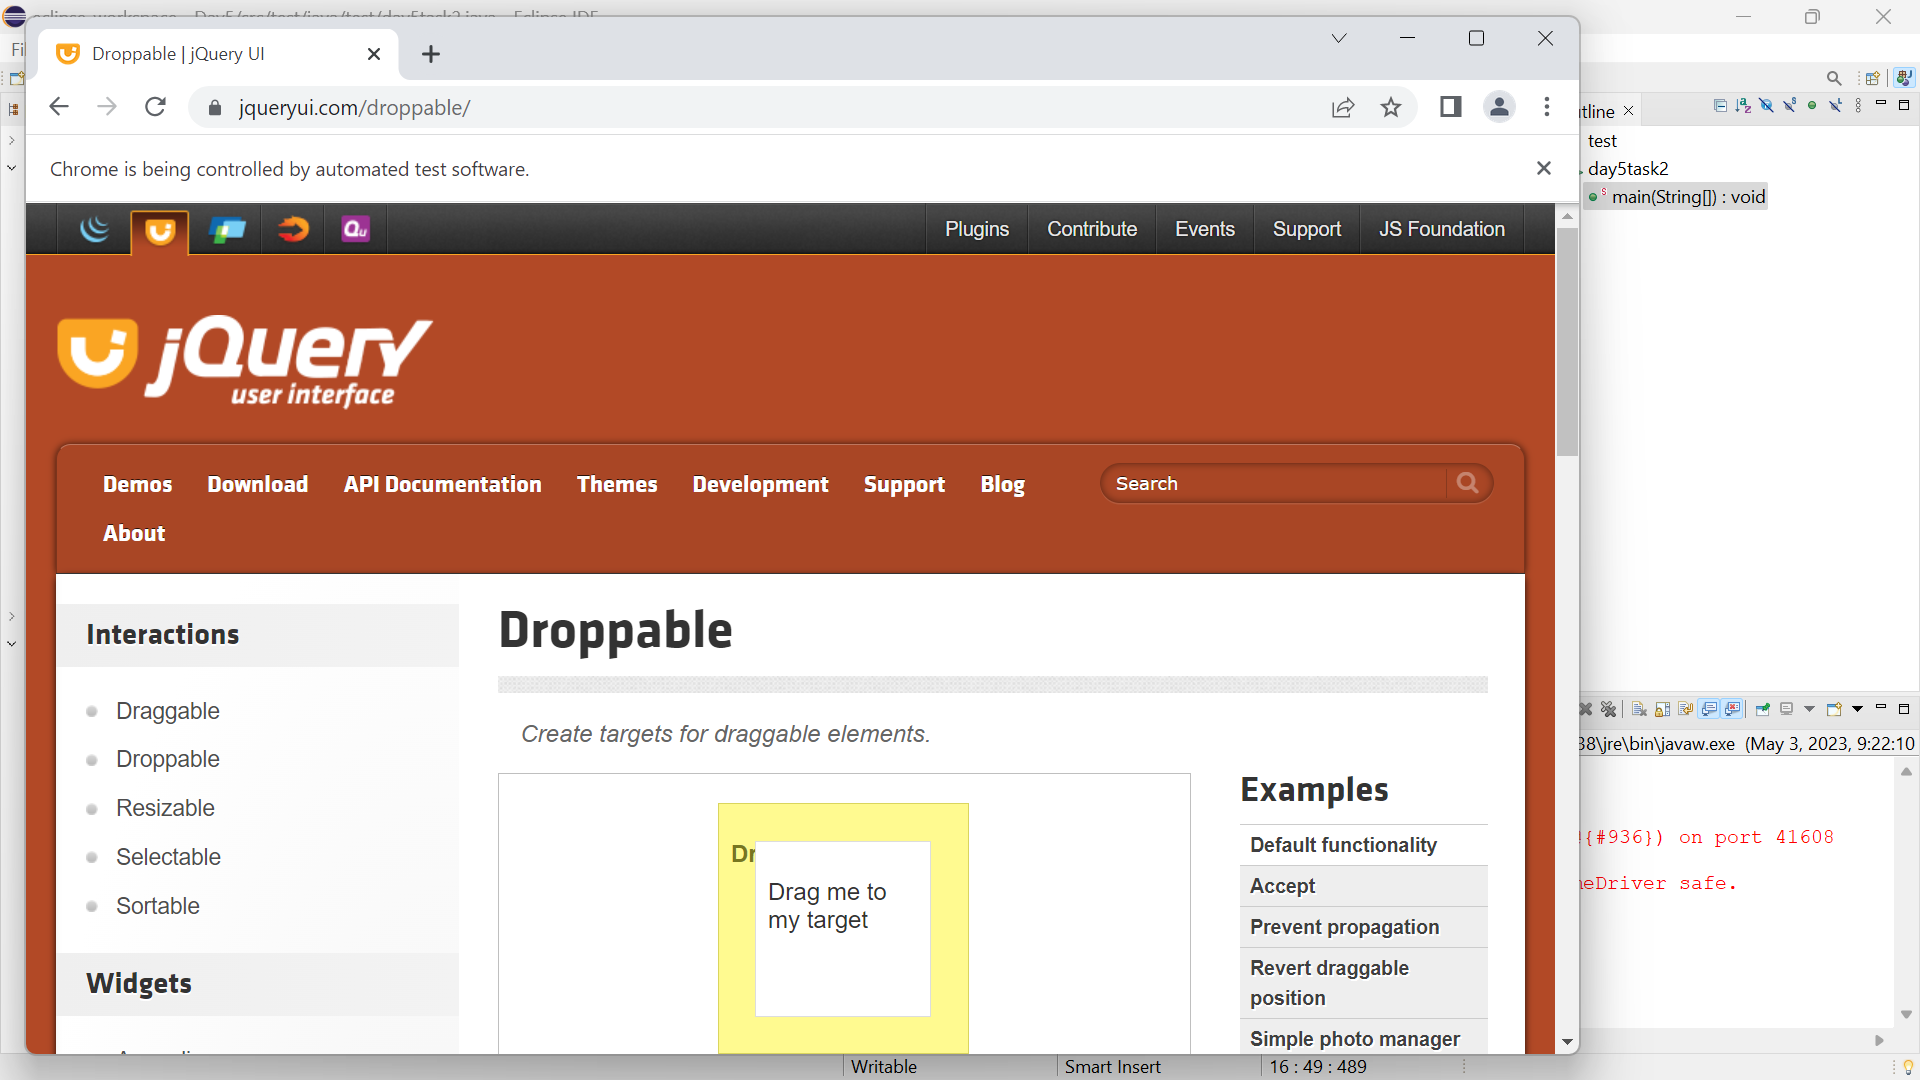 Droppable | jQuery UI
jqueryui.com/droppable/
Chrome is being controlled by automated test software.
Qu
Plugins
Contribute
Events
Support
JS Foundation
jQuery
user interface
Demos
Download
API Documentation
Themes
Development
Support
Blog
Search
About
Interactions
Draggable
Droppable
Resizable
Selectable
Sortable
Widgets
Droppable
Create targets for draggable elements.
Dr
Drag me to
my target
Examples
Default functionality
Accept
Prevent propagation
Revert draggable
position
Simple photo manager
tline
test
day5task2
main(String[]) : void
38\jre\bin\javaw.exe (May 3, 2023, 9:22:10
{#936}) on port 41608
eDriver safe.
Writable
Smart Insert
16 : 49 : 489